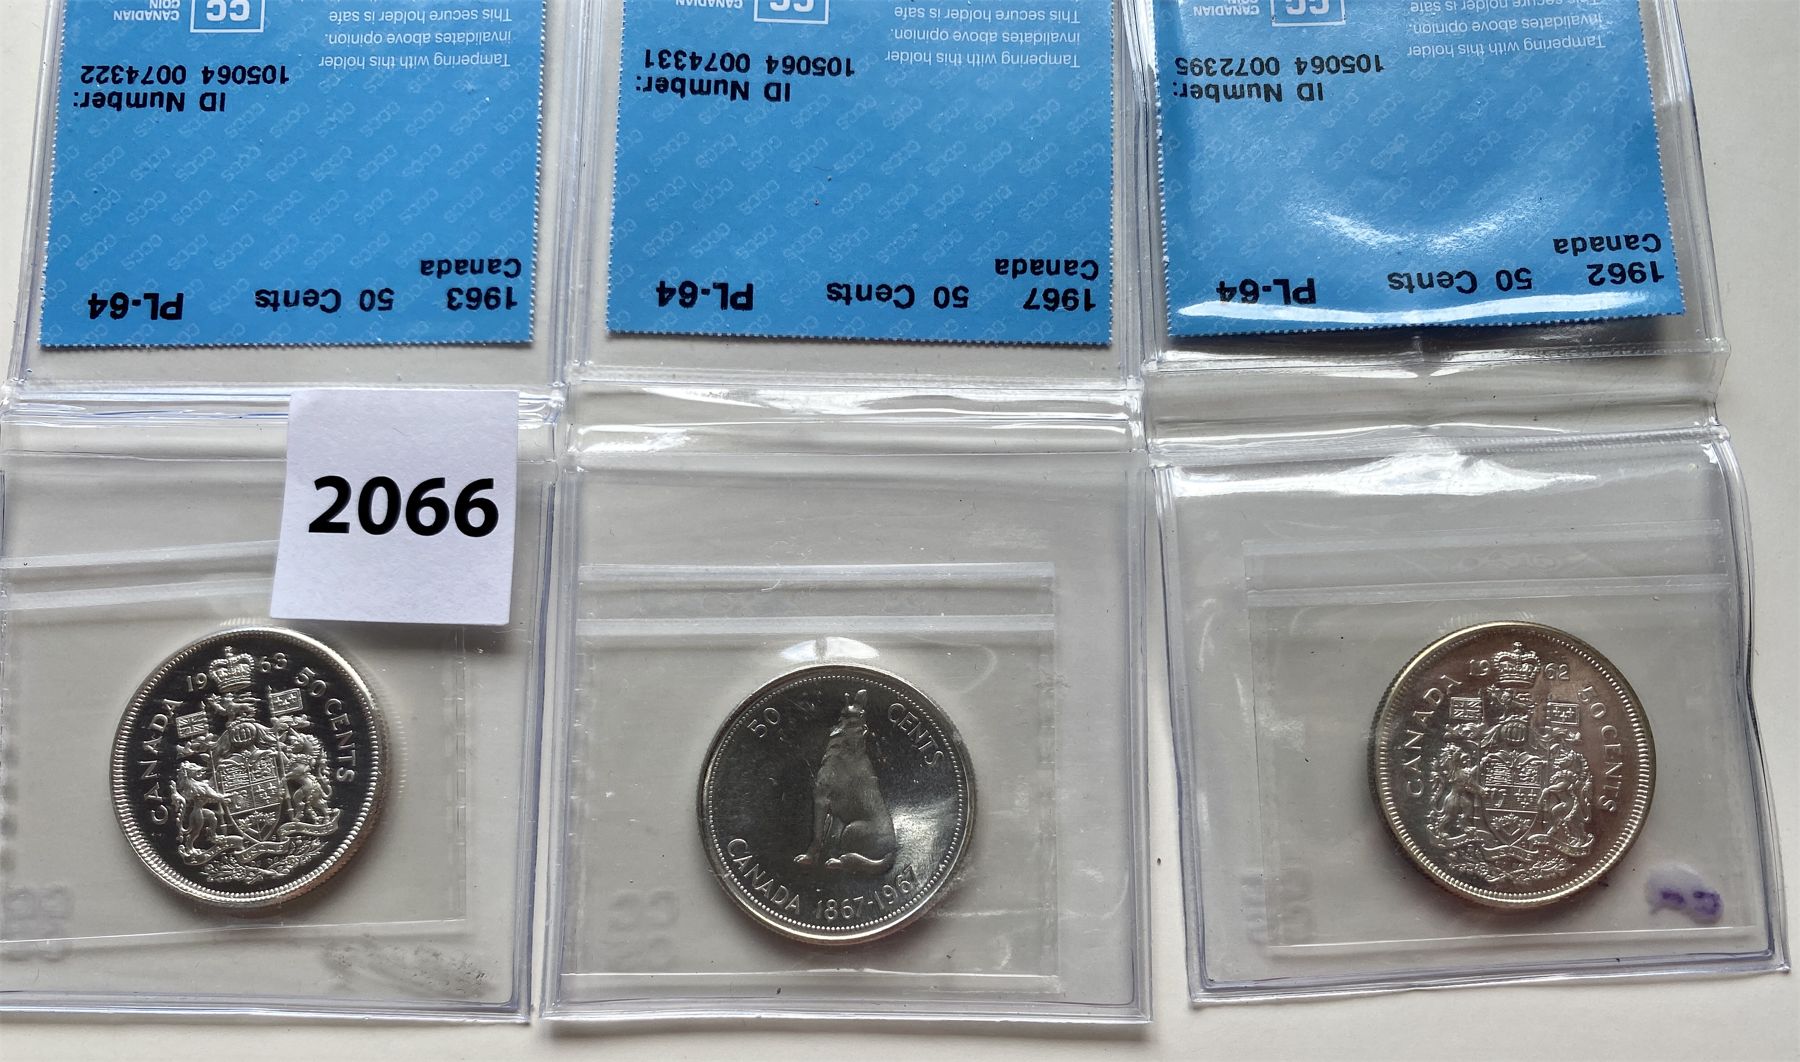 1963 50 Cents PL-64
Canada
ID Number:
105064 0074322
Tampering with this holder
invalidates above opinion.
This secure holder is safe
CANADIAN
COIN
CC
1967 50 Cents PL-64
Canada
ID Number:
105064 0074331
Tampering with this holder
invalidates above opinion.
This secure holder is safe
CANADIAN
COIN
CC
1962 50 Cents PL-64
Canada
ID Number:
105064 0072395
Tampering with this holder
invalidates above opinion.
This secure holder is safe
CANADIAN
COIN
CC
2066
CANADA 1963 50 CENTS
50 CENTS
CANADA 1867-1967
CANADA 1962 50 CENTS